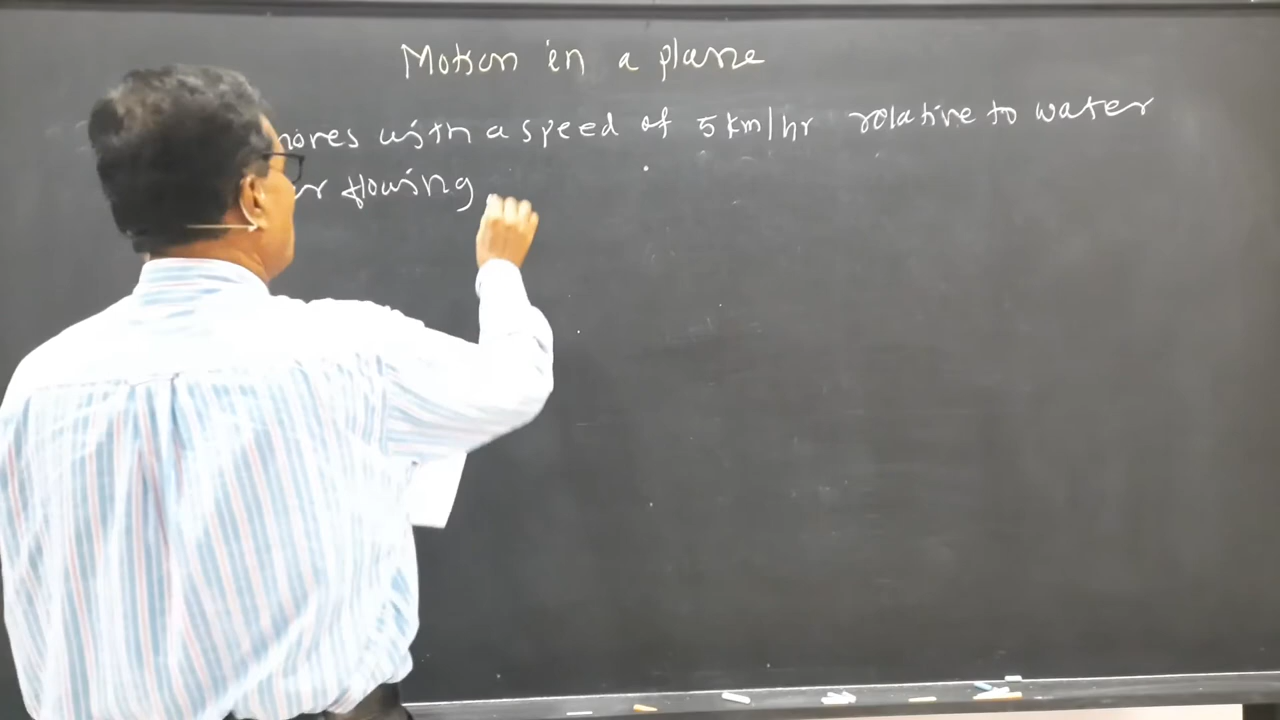 Motion in a plane
moves with a speed of 5 km/hr relative to water
flowing